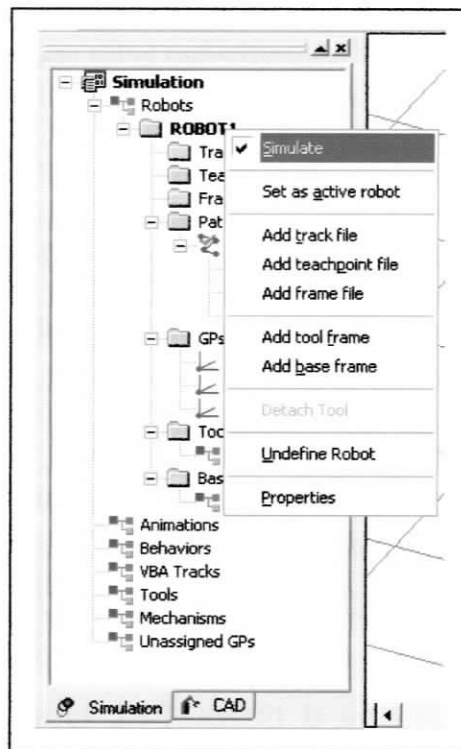 Simulation
Robots
ROBOT1
Tra
Tea
Fra
Pat
GPs
Too
Bas
Animations
Behaviors
VBA Tracks
Tools
Mechanisms
Unassigned GPs
Simulate
Set as active robot
Add track file
Add teachpoint file
Add frame file
Add tool frame
Add base frame
Detach Tool
Undefine Robot
Properties
Simulation
CAD